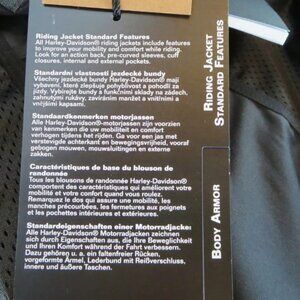 Riding Jacket Standard Features
All Harley-Davidson® riding jackets include features
to improve your mobility and comfort while riding.
Look for an action back, pre-curved sleeves, cuff
closures, internal and external pockets.
Standardní vlastností jezdecké bundy
Všechny jezdecké bundy Harley-Davidson® mají
vybavení, které zlepšuje pohyblivost a pohodlí za
jízdy. Vybavení bundy s funkčními sklady na zádech,
zahnutými rukávy, zavíráním manžet a vnitřními a
vnějšími kapsami.
Standardkenmerken motorjassen
Alle Harley-Davidson®-motorjassen zijn voorzien
van kenmerken die uw mobiliteit en comfort
verhogen tijdens het rijden. Ga voor een jas met
verstevigde achterkant en bewegingsvrijheid, vooraf
gebogen mouwen, mouwsluitingen en externe
zakken.
Caractéristiques de base du blouson de
randonnée
Tous les blousons de randonnée Harley-Davidson®
comportent des caractéristiques qui améliorent votre
mobilité et votre confort quand vous roulez.
Remarquez le dos qui assure une mobilité, les
manches précourbées, les fermetures aux poignets
et les pochettes intérieures et extérieures.
Standardeigenschaften einer Motorradjacke
Alle Harley-Davidson® Motorradjacken zeichnen
sich durch Eigenschaften aus, die Ihre Beweglichkeit
und Ihren Komfort während der Fahrt verbessern.
Dazu gehören u. a. ein faltenfreier Rücken,
vorgeformte Ärmel, Lederbund mit Reißverschluss,
innere und äußere Taschen.
RIDING JACKET
STANDARD FEATURES
BODY ARMOR